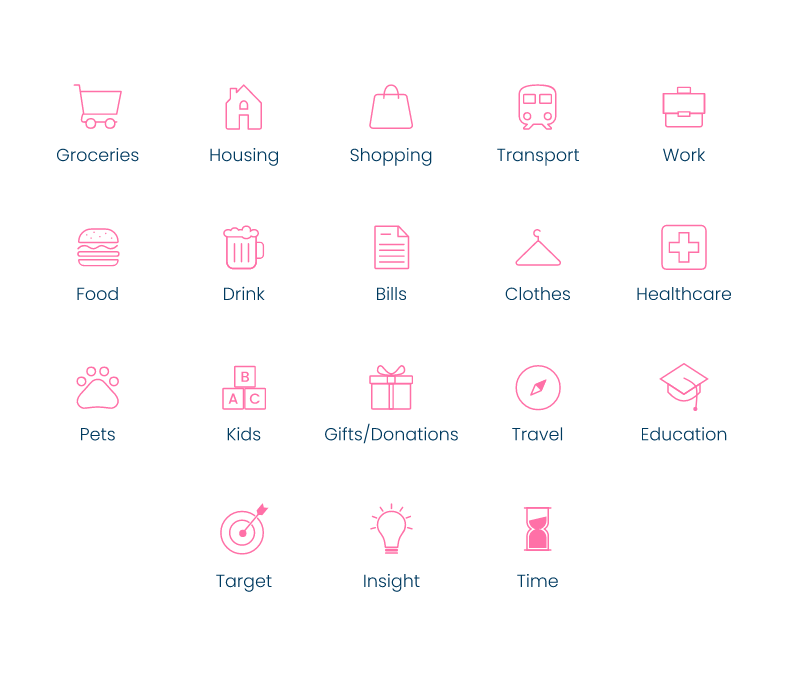 Groceries
Housing
Shopping
Transport
Work
Food
Drink
Bills
Clothes
Healthcare
B
A C
Pets
Kids
Gifts/Donations
Travel
Education
Target
Insight
Time